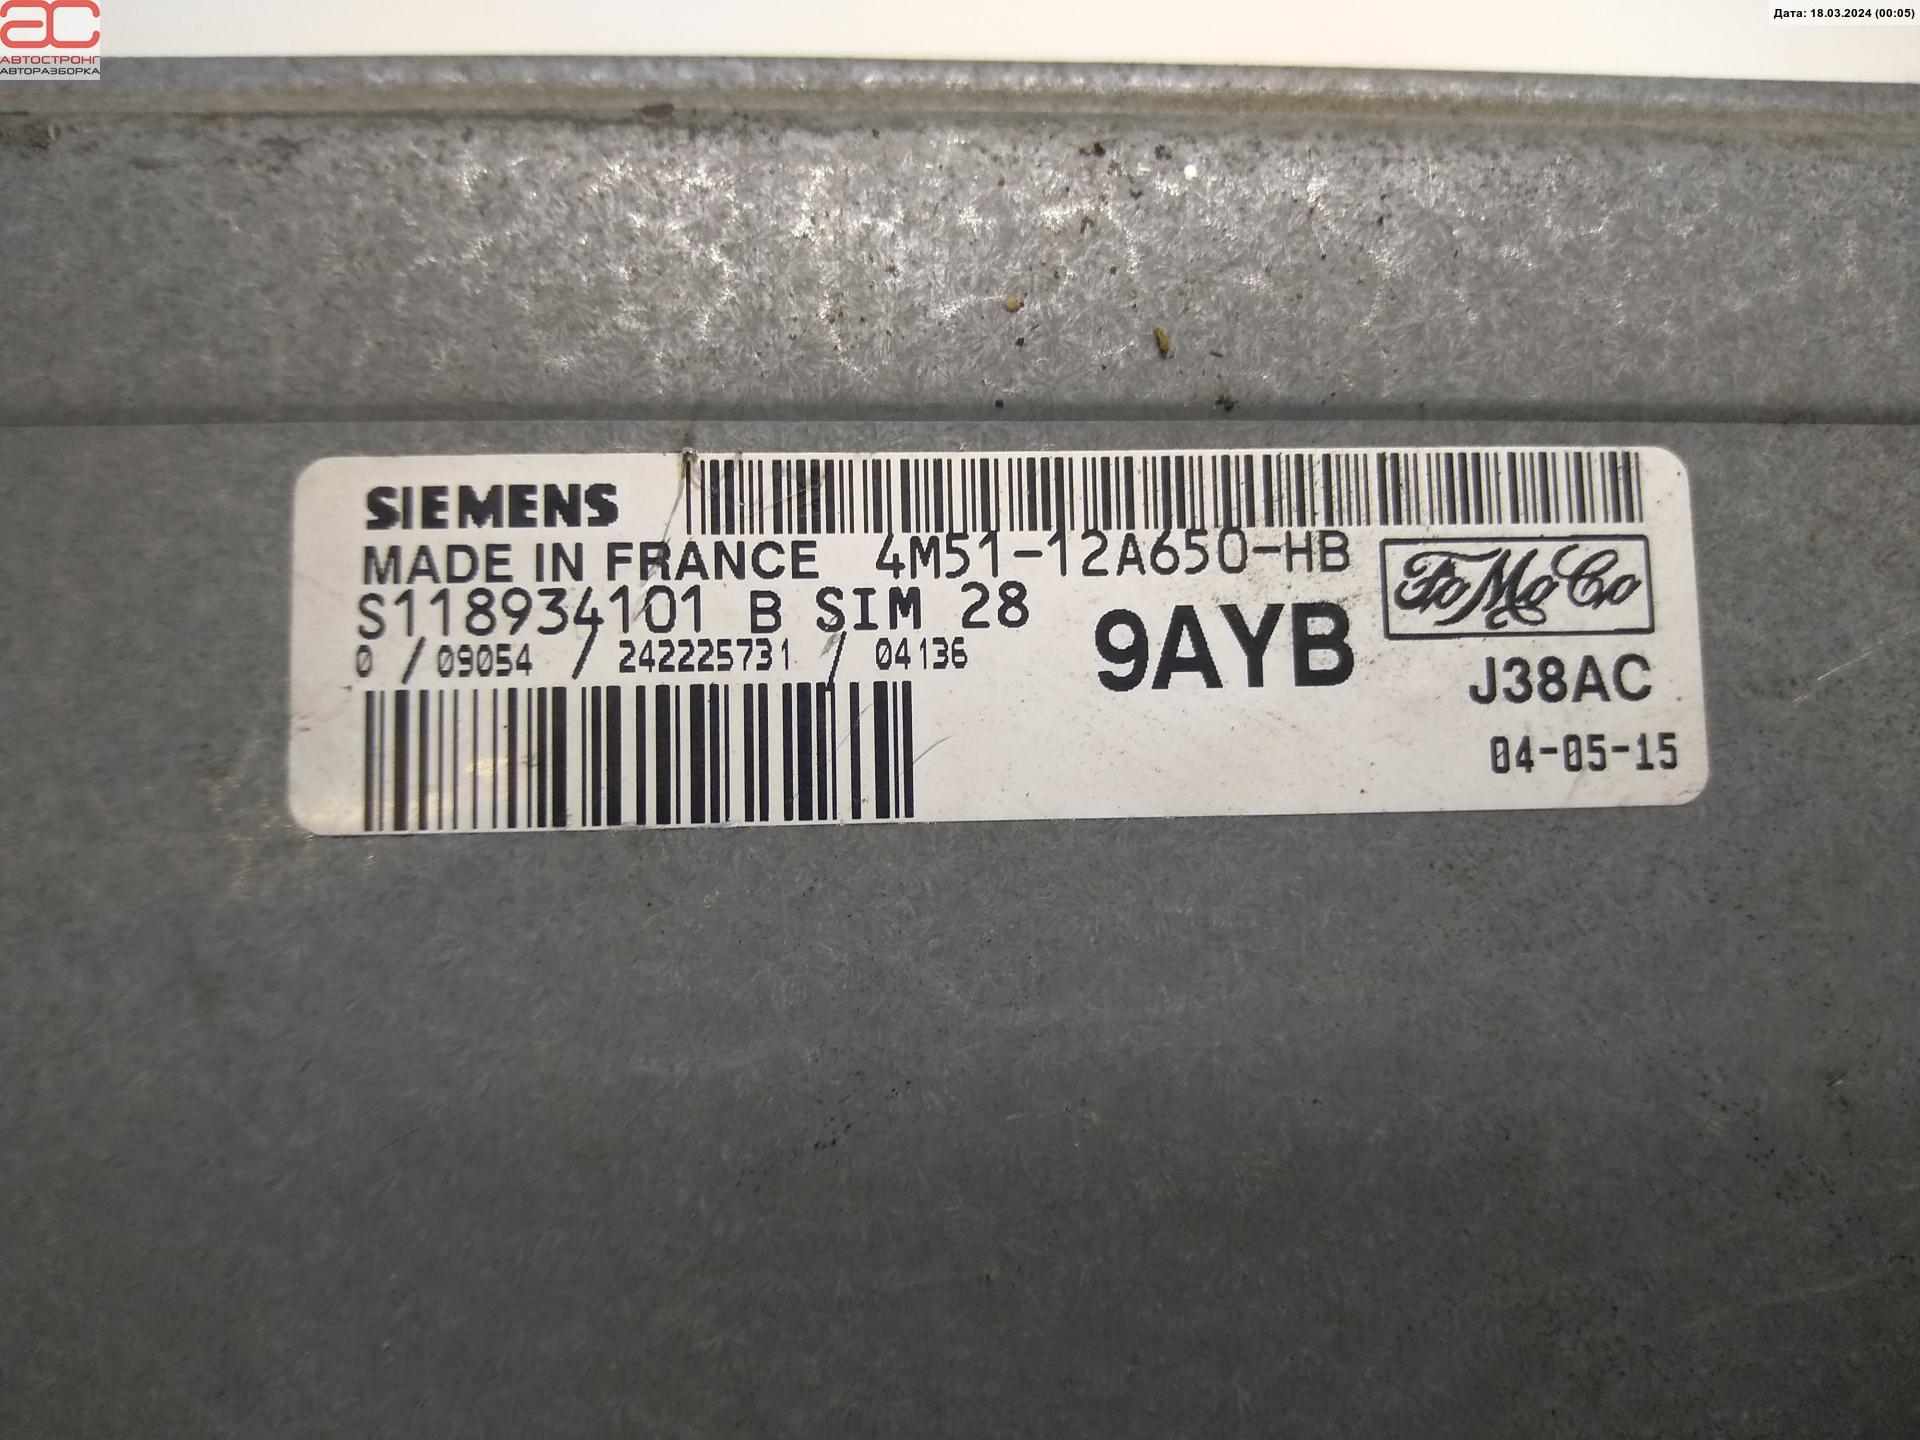 АВТОСТРОНГ
АВТОРАЗБОРКА
Дата: 18.03.2024 (00:05)
SIEMENS
MADE IN FRANCE 4M51-12A650-HB
FoMoCo
S118934101 B SIM 28
9AYB
0 / 09054 / 242225731 / 04136
J38AC
04-05-15